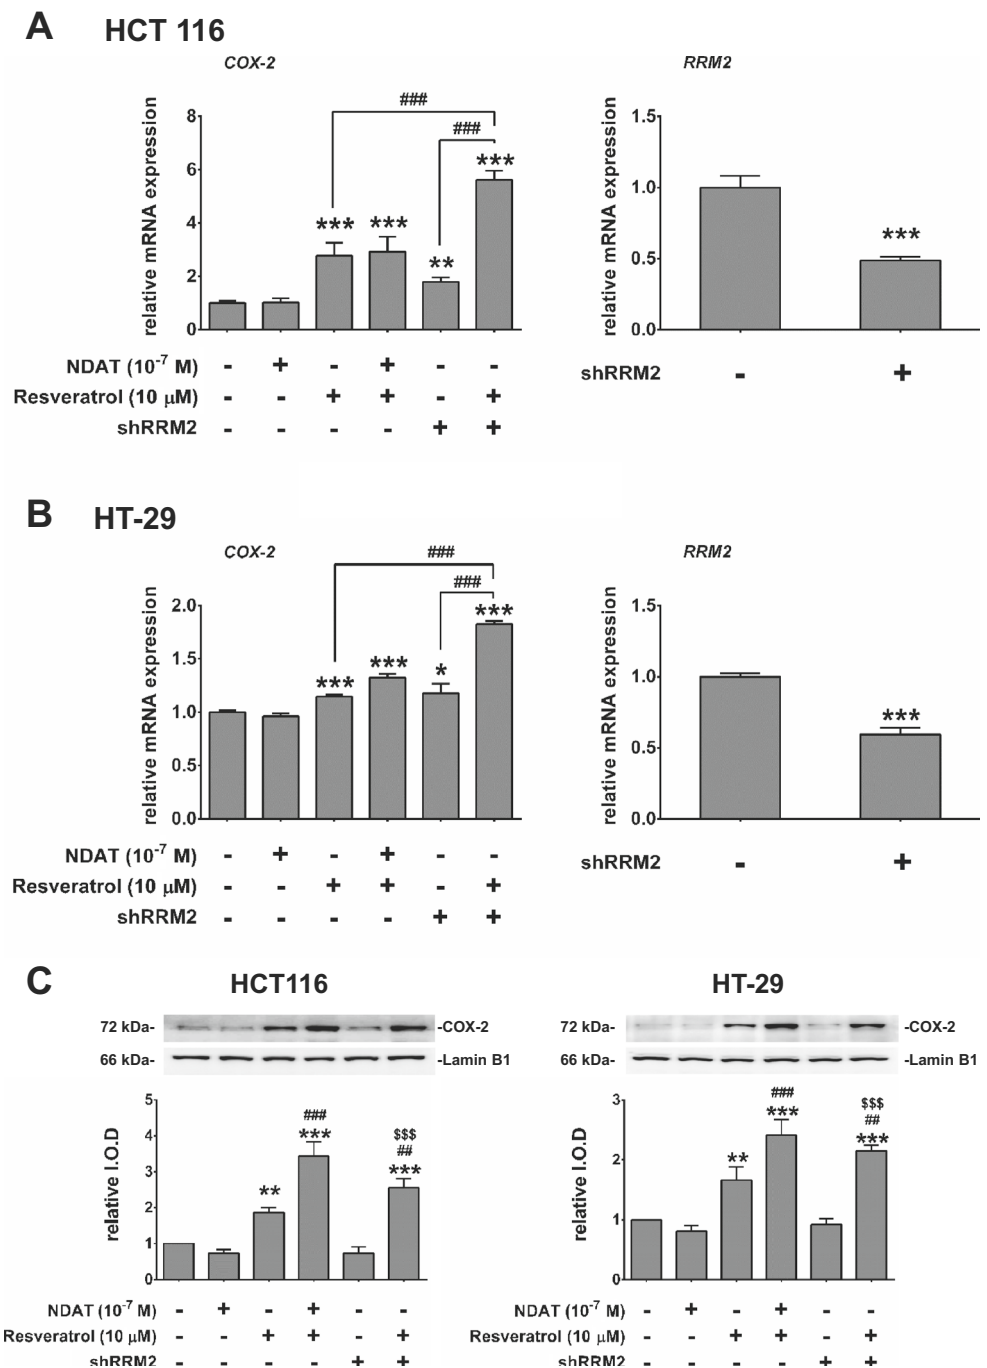 A HCT 116
COX-2
relative mRNA expression
8
6
4
2
0
###
###
*** *** ** ***
NDAT (10-7 M) - + - + - -
Resveratrol (10 μM) - - + + - +
shRRM2 - - - - + +
RRM2
relative mRNA expression
1.5
1.0
0.5
0.0
***
shRRM2 - +
B HT-29
COX-2
relative mRNA expression
2.0
1.5
1.0
0.5
0.0
###
###
*** *** * ***
NDAT (10-7 M) - + - + - -
Resveratrol (10 μM) - - + + - +
shRRM2 - - - - + +
RRM2
relative mRNA expression
1.5
1.0
0.5
0.0
***
shRRM2 - +
C HCT116
72 kDa- -COX-2
66 kDa- -Lamin B1
relative I.O.D
5
4
3
2
1
0
**
###
***
$$$
##
***
NDAT (10-7 M) - + - + - -
Resveratrol (10 μM) - - + + - +
shRRM2 - - - - + +
HT-29
72 kDa- -COX-2
66 kDa- -Lamin B1
relative I.O.D
3
2
1
0
**
###
***
$$$
##
***
NDAT (10-7 M) - + - + - -
Resveratrol (10 μM) - - + + - +
shRRM2 - - - - + +